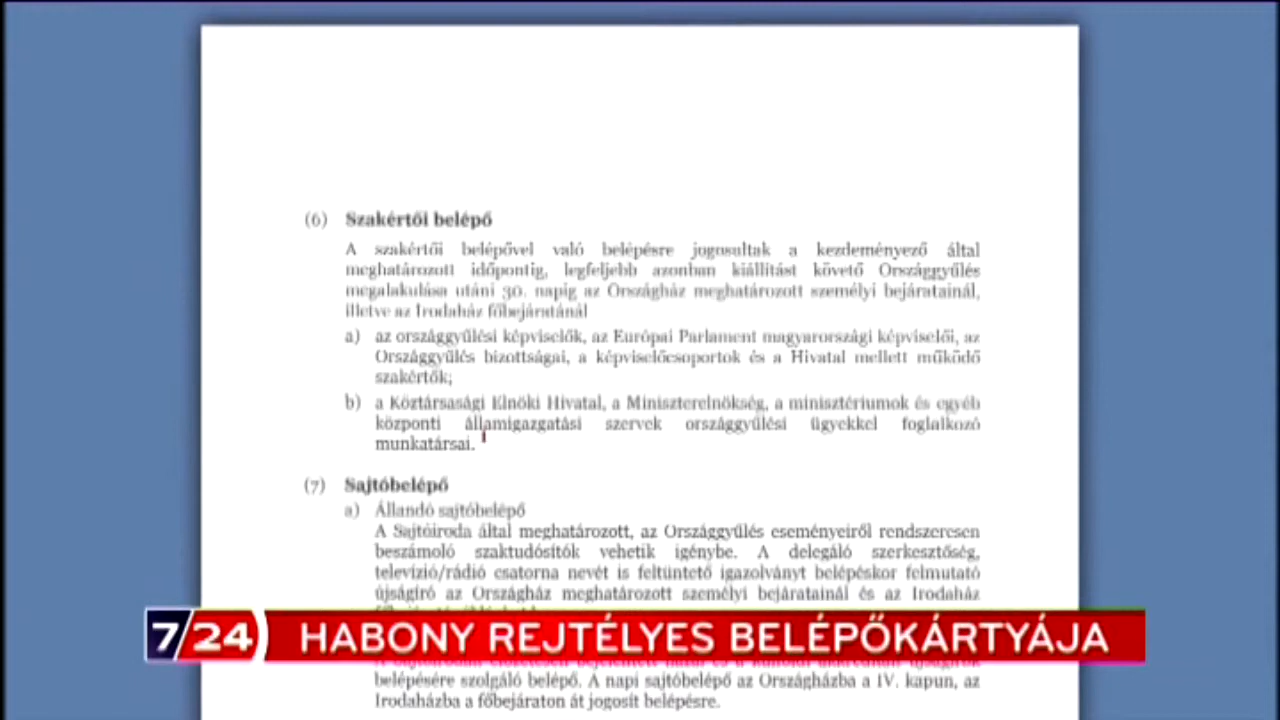 (6) Szakértői belépő
A szakértői belépővel való belépésre jogosultak a kezdeményező által
meghatározott időpontig, legfeljebb azonban kiállítást követő Országgyűlés
megalakulása utáni 30. napig az Országház meghatározott személyi bejáratainál,
illetve az Irodaház főbejáratánál
a) az országgyűlési képviselők, az Európai Parlament magyarországi képviselői, az
Országgyűlés bizottságai, a képviselőcsoportok és a Hivatal mellett működő
szakértők;
b) a Köztársasági Elnöki Hivatal, a Miniszterelnökség, a minisztériumok és egyéb
központi államigazgatási szervek országgyűlési ügyekkel foglalkozó
munkatársai.
(7) Sajtóbelépő
a) Állandó sajtóbelépő
A Sajtóiroda által meghatározott, az Országgyűlés eseményeiről rendszeresen
beszámoló szaktudósítók vehetik igénybe. A delegáló szerkesztőség,
televízió/rádió csatorna nevét is feltüntető igazolványt belépéskor felmutató
újságíró az Országház meghatározott személyi bejáratainál és az Irodaház
7/24 HABONY REJTÉLYES BELÉPŐKÁRTYÁJA
belépésére szolgáló belépő. A napi sajtóbelépő az Országházba a IV. kapun, az
Irodaházba a főbejáraton át jogosít belépésre.